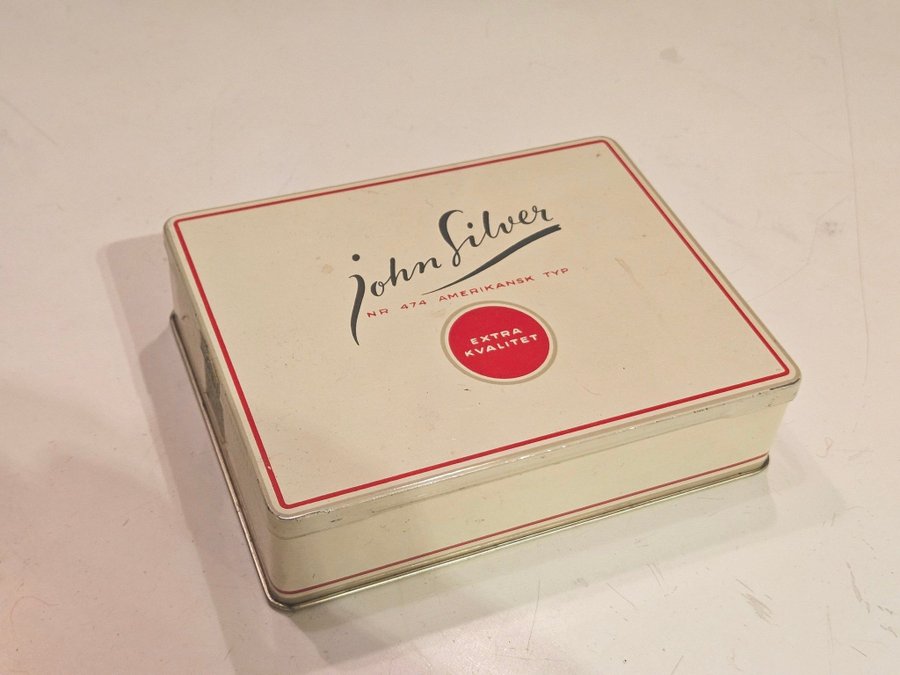 John Silver
NR 474 AMERIKANSK TYP
EXTRA
KVALITET